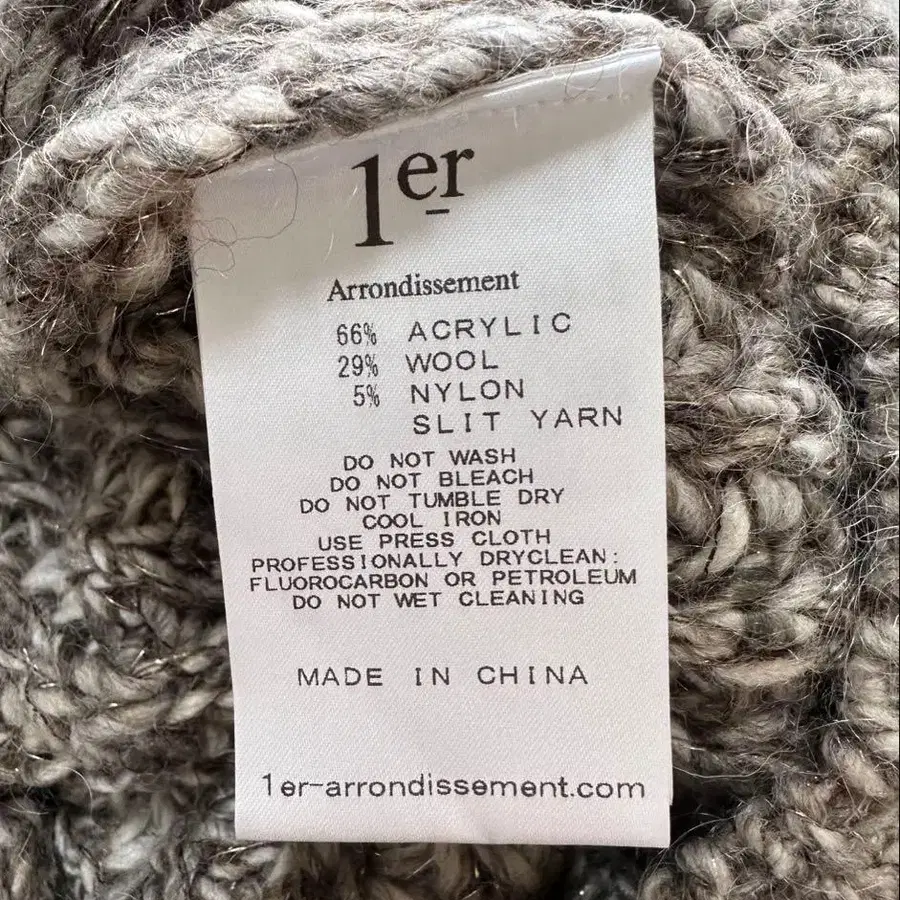 1er
Arrondissement
66% ACRYLIC
29% WOOL
5% NYLON
SLIT YARN
DO NOT WASH
DO NOT BLEACH
DO NOT TUMBLE DRY
COOL IRON
USE PRESS CLOTH
PROFESSIONALLY DRYCLEAN:
FLUOROCARBON OR PETROLEUM
DO NOT WET CLEANING
MADE IN CHINA
1er-arrondissement.com